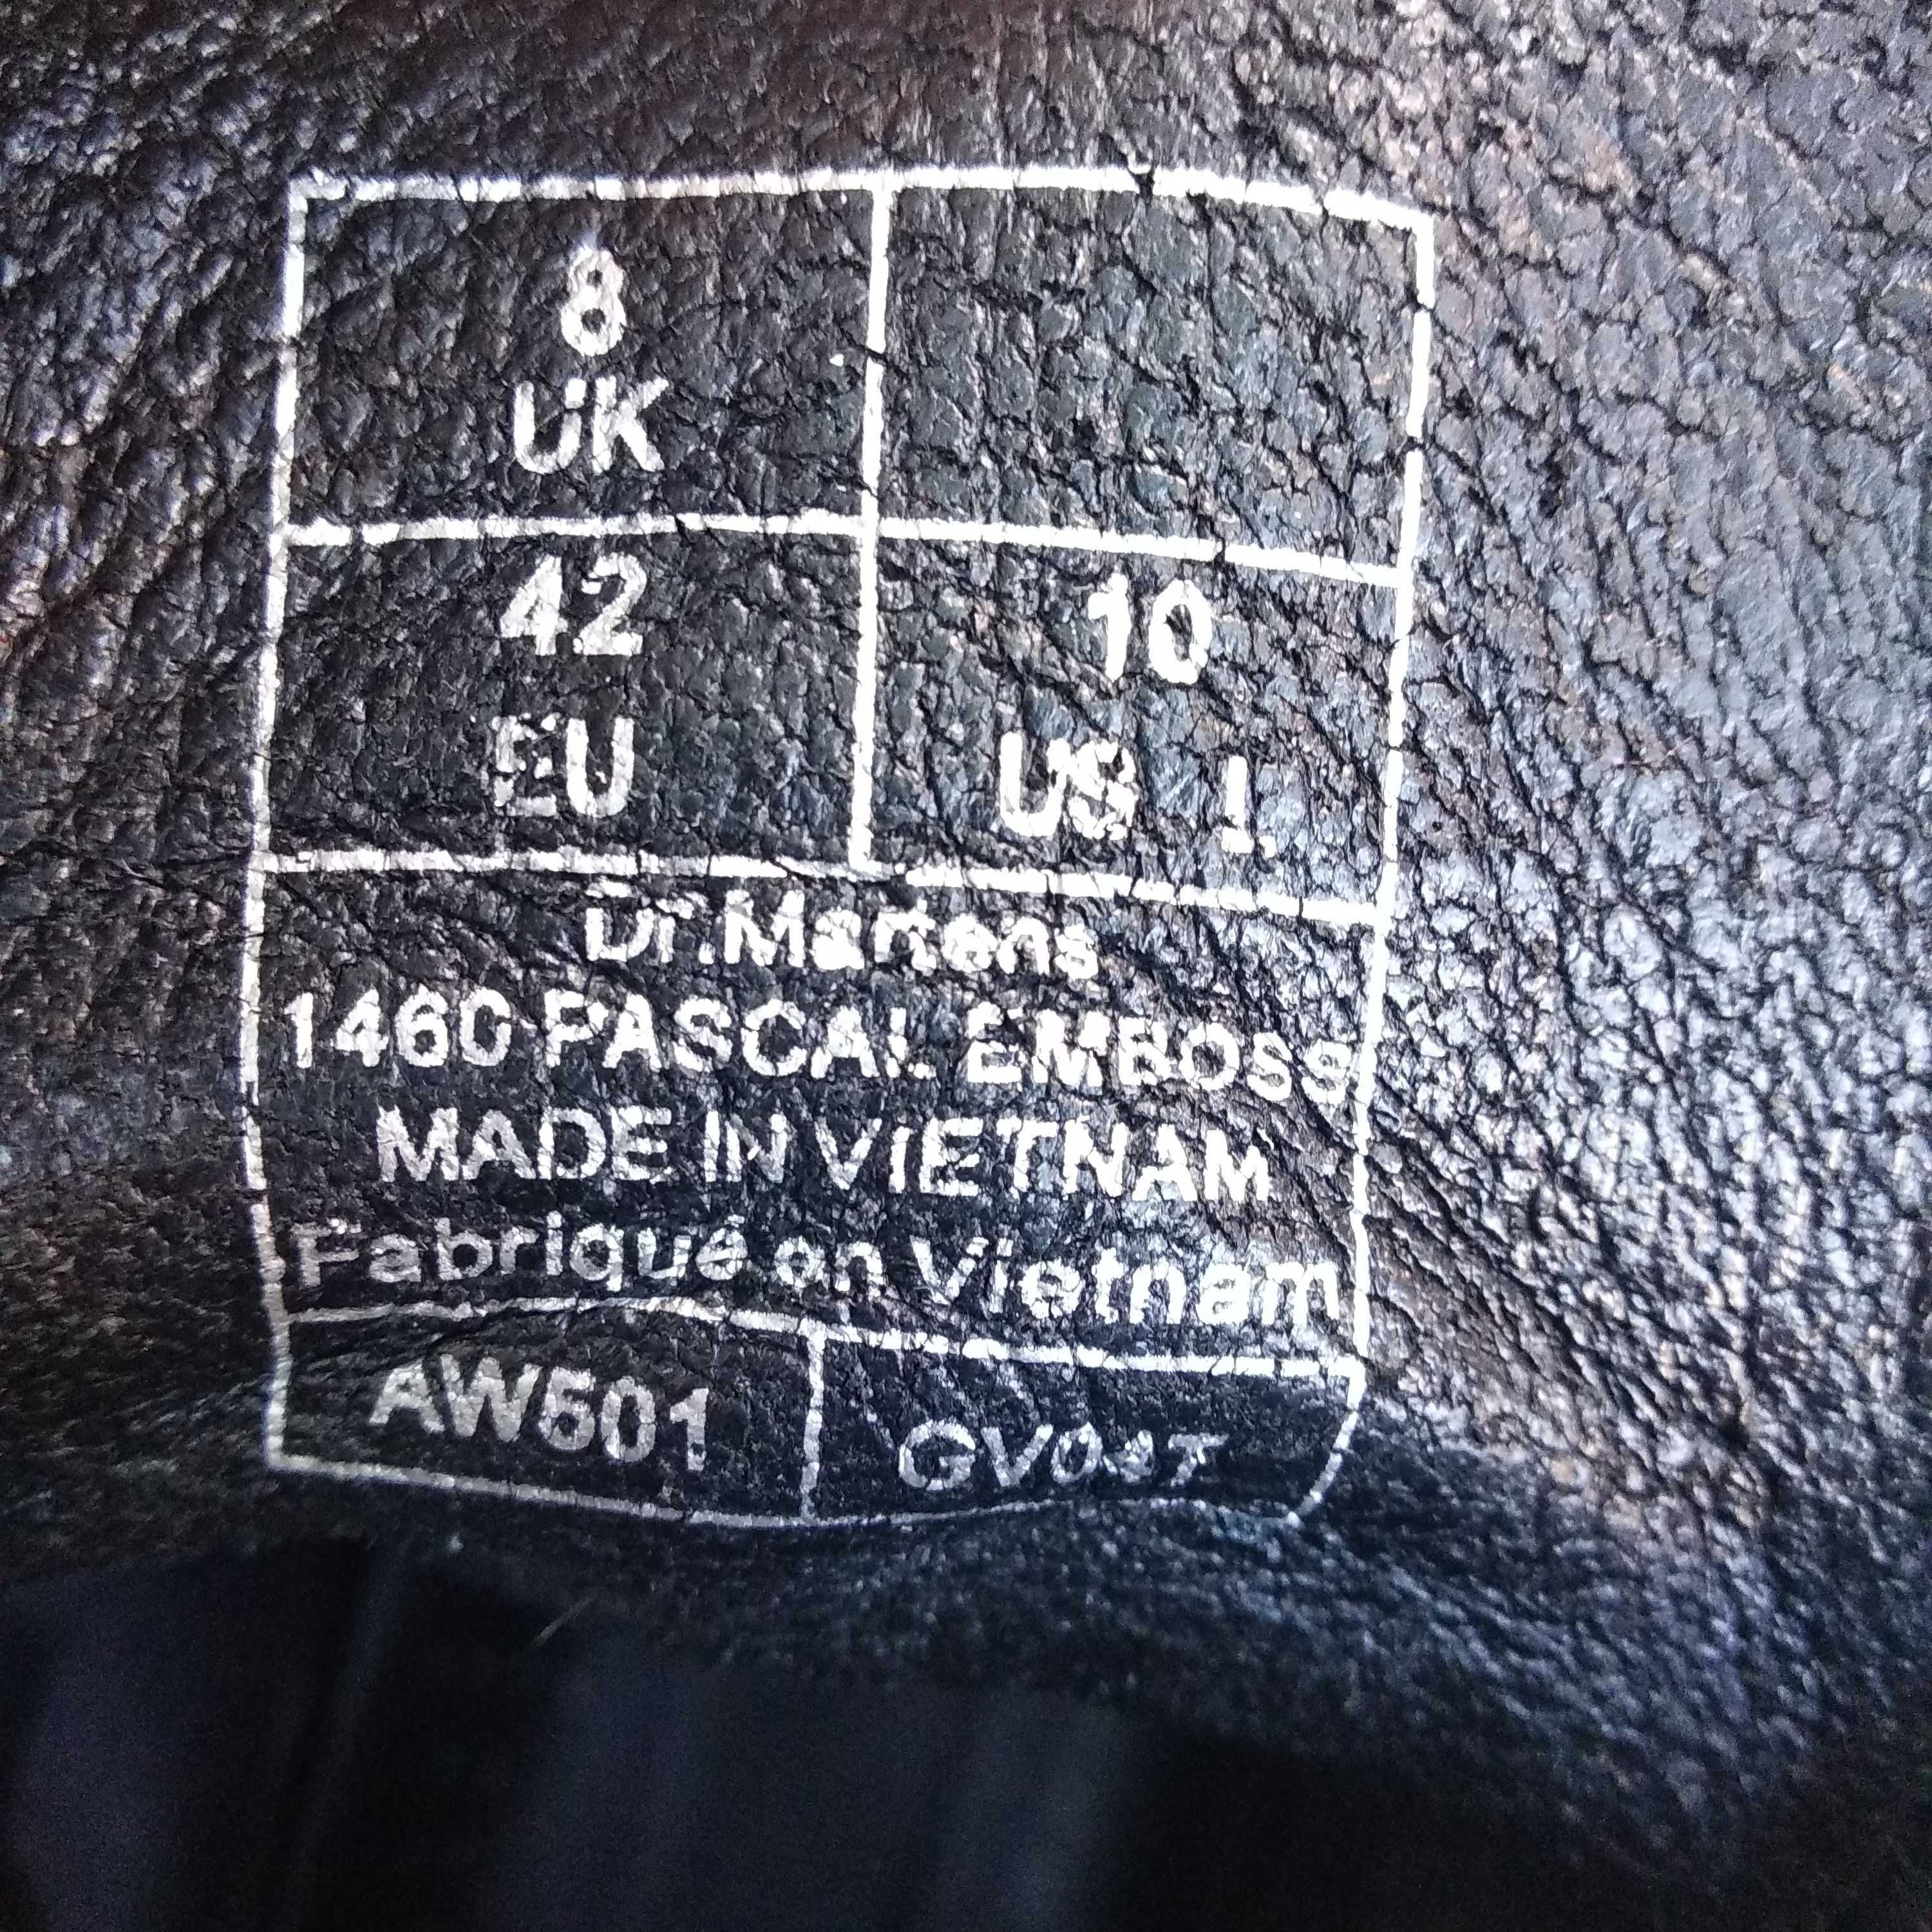 8
UK
42
EU
10
US L
Dr.Martens
1460 PASCAL EMBOSS
MADE IN VIETNAM
Fabriqué en Vietnam
AW501